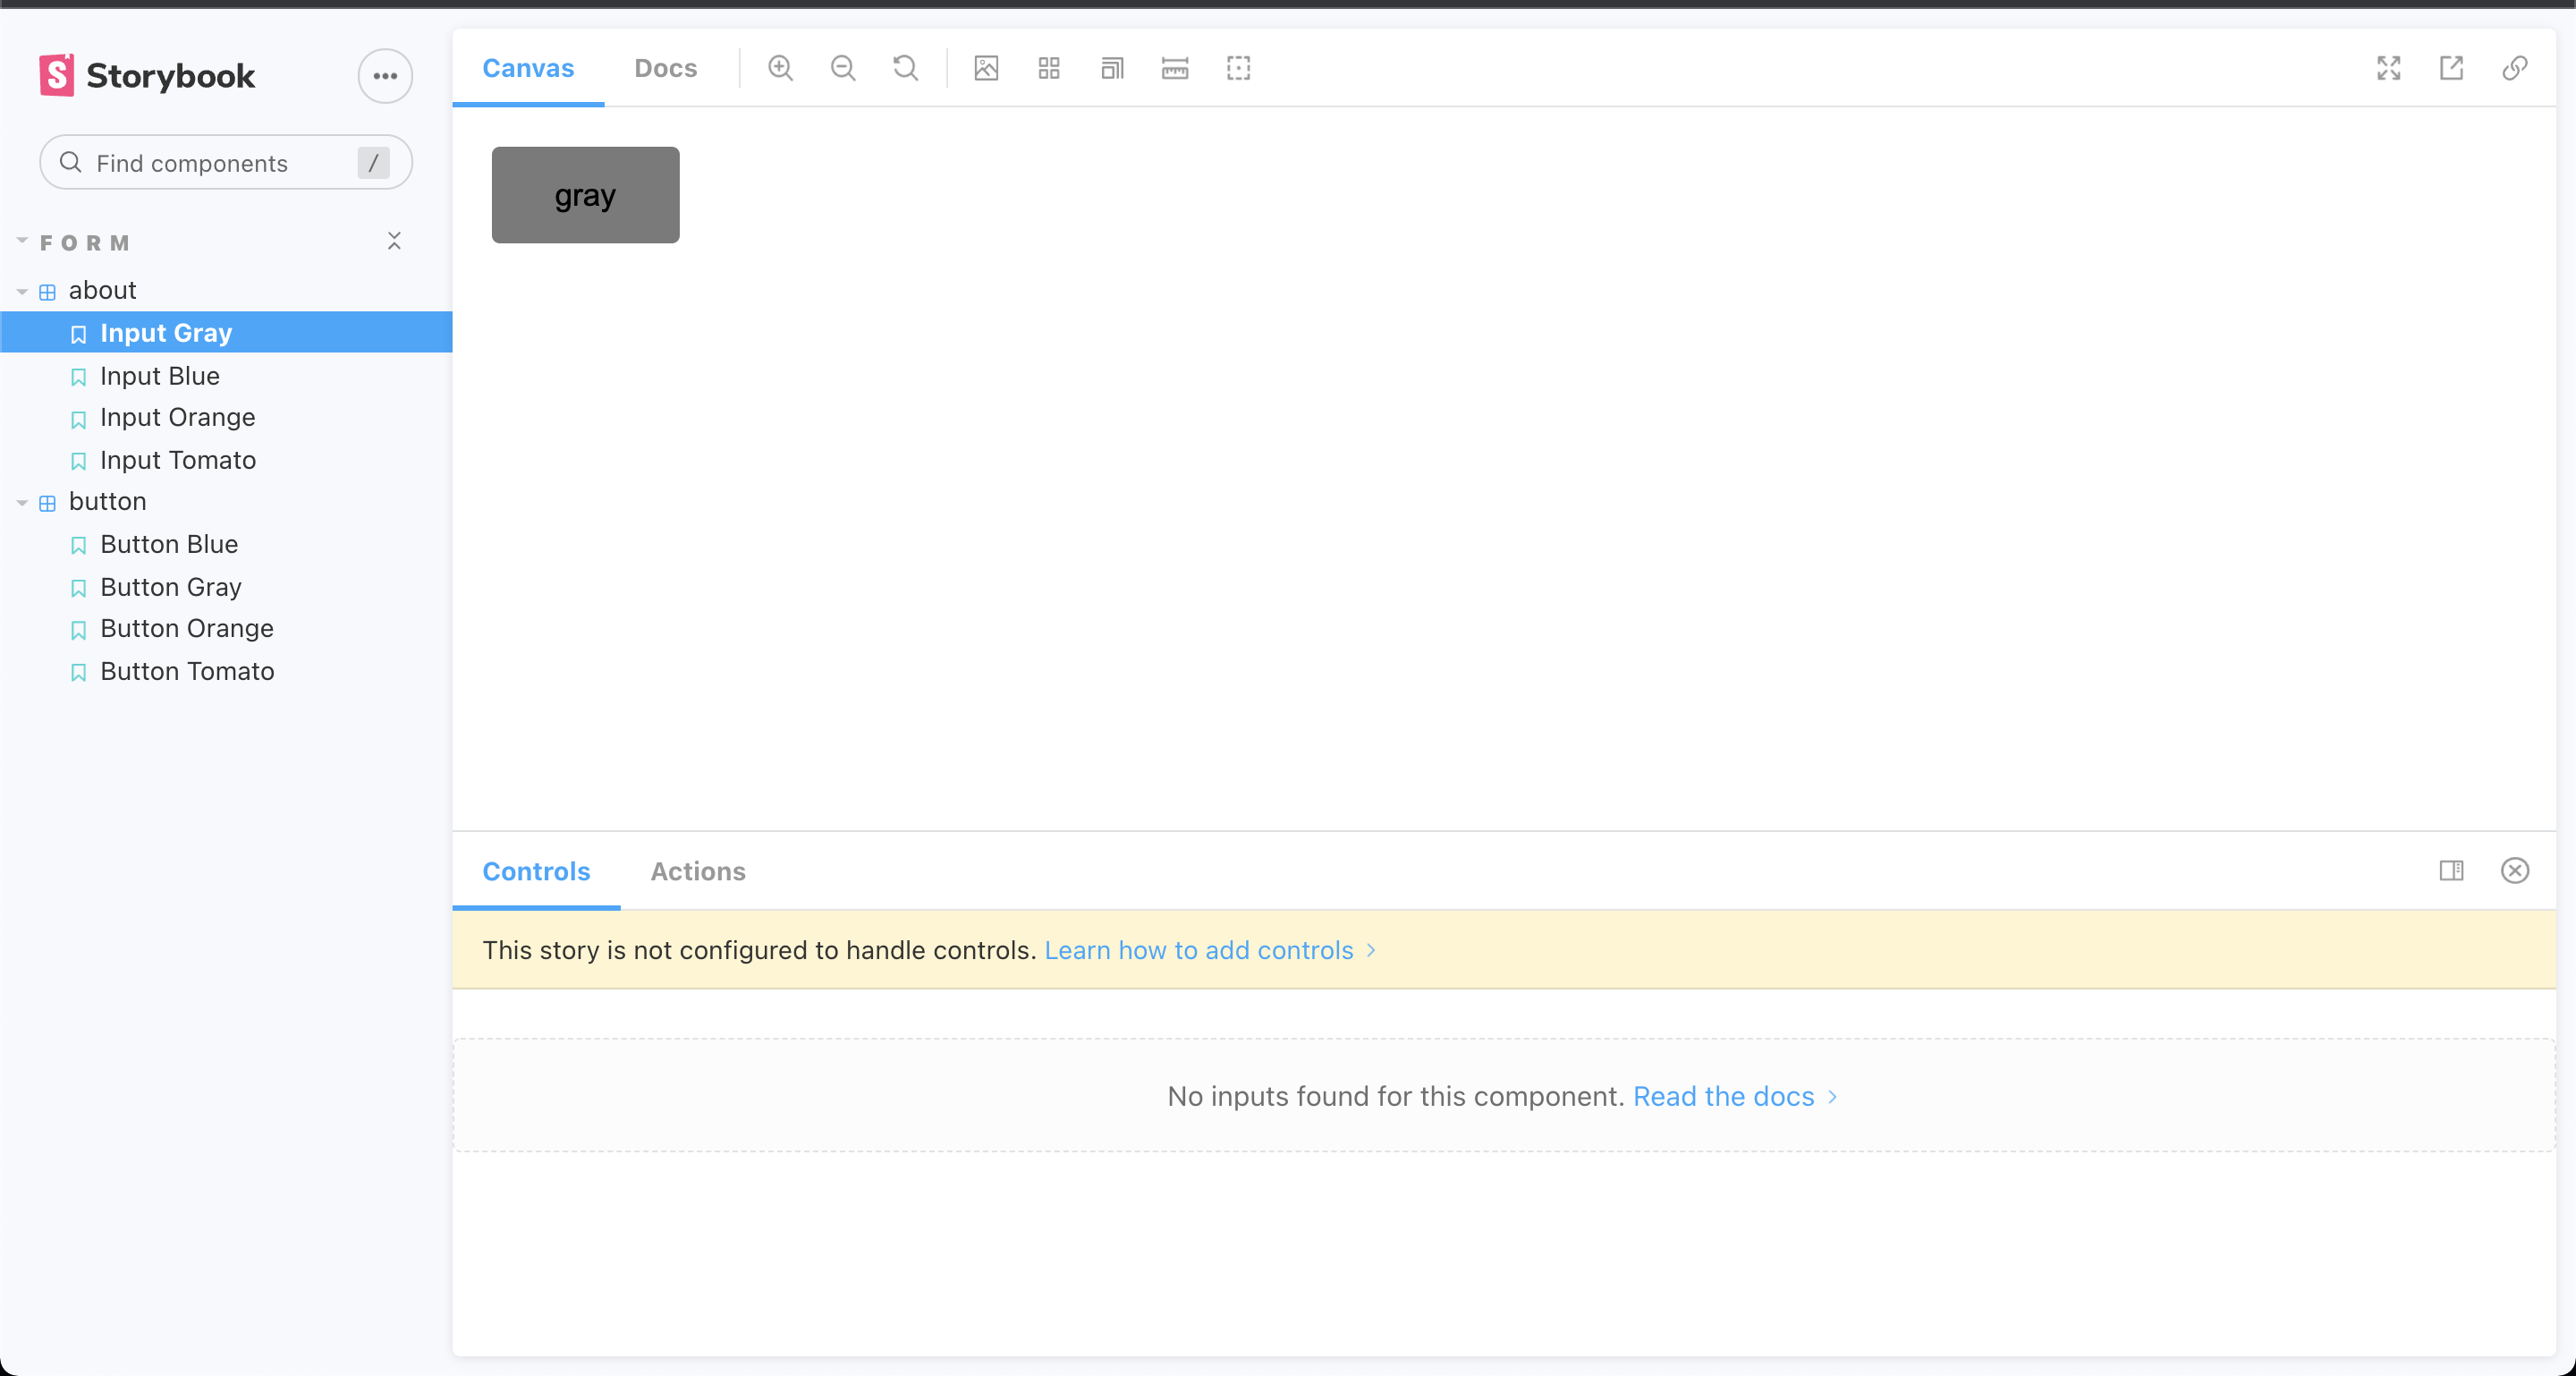 Storybook
Find components /
FORM
about
Input Gray
Input Blue
Input Orange
Input Tomato
button
Button Blue
Button Gray
Button Orange
Button Tomato
Canvas Docs
gray
Controls Actions
This story is not configured to handle controls. Learn how to add controls
No inputs found for this component. Read the docs